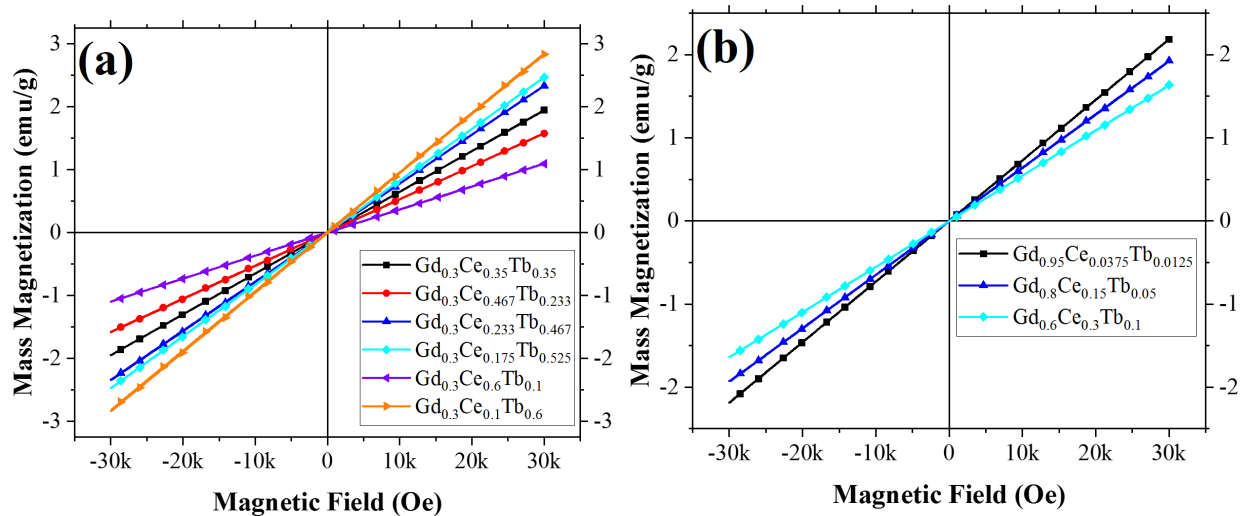 (a)
Mass Magnetization (emu/g)
3
2
1
0
-1
-2
-3
3
2
1
0
-1
-2
-3
Gd0.3Ce0.35Tb0.35
Gd0.3Ce0.467Tb0.233
Gd0.3Ce0.233Tb0.467
Gd0.3Ce0.175Tb0.525
Gd0.3Ce0.6Tb0.1
Gd0.3Ce0.1Tb0.6
-30k -20k -10k 0 10k 20k 30k
Magnetic Field (Oe)
(b)
Mass Magnetization (emu/g)
2
1
0
-1
-2
2
1
0
-1
-2
Gd0.95Ce0.0375Tb0.0125
Gd0.8Ce0.15Tb0.05
Gd0.6Ce0.3Tb0.1
-30k -20k -10k 0 10k 20k 30k
Magnetic Field (Oe)